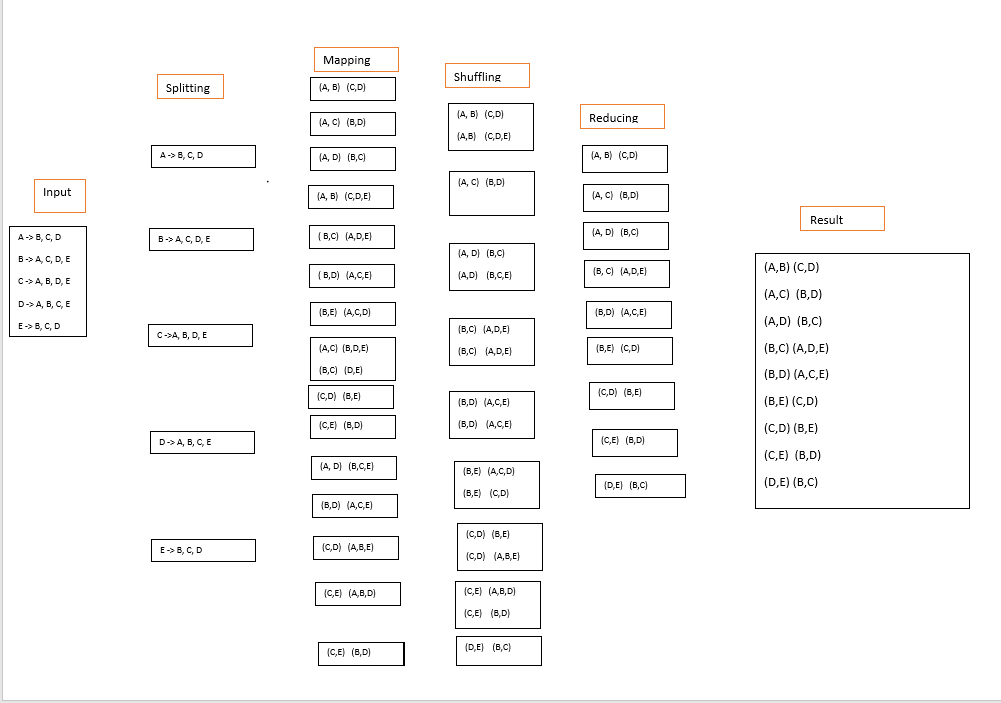 Input
A -> B, C, D
B -> A, C, D, E
C -> A, B, D, E
D -> A, B, C, E
E -> B, C, D
Splitting
A -> B, C, D
B -> A, C, D, E
C ->A, B, D, E
D -> A, B, C, E
E -> B, C, D
Mapping
(A, B) (C,D)
(A, C) (B,D)
(A, D) (B,C)
(A, B) (C,D,E)
( B,C) (A,D,E)
( B,D) (A,C,E)
(B,E) (A,C,D)
(A,C) (B,D,E)
(B,C) (D,E)
(C,D) (B,E)
(C,E) (B,D)
(A, D) (B,C,E)
(B,D) (A,C,E)
(C,D) (A,B,E)
(C,E) (A,B,D)
(C,E) (B,D)
Shuffling
(A, B) (C,D)
(A,B) (C,D,E)
(A, C) (B,D)
(A, D) (B,C)
(A,D) (B,C,E)
(B,C) (A,D,E)
(B,C) (A,D,E)
(B,D) (A,C,E)
(B,D) (A,C,E)
(B,E) (A,C,D)
(B,E) (C,D)
(C,D) (B,E)
(C,D) (A,B,E)
(C,E) (A,B,D)
(C,E) (B,D)
(D,E) (B,C)
Reducing
(A, B) (C,D)
(A, C) (B,D)
(A, D) (B,C)
(B, C) (A,D,E)
(B,D) (A,C,E)
(B,E) (C,D)
(C,D) (B,E)
(C,E) (B,D)
(D,E) (B,C)
Result
(A,B) (C,D)
(A,C) (B,D)
(A,D) (B,C)
(B,C) (A,D,E)
(B,D) (A,C,E)
(B,E) (C,D)
(C,D) (B,E)
(C,E) (B,D)
(D,E) (B,C)